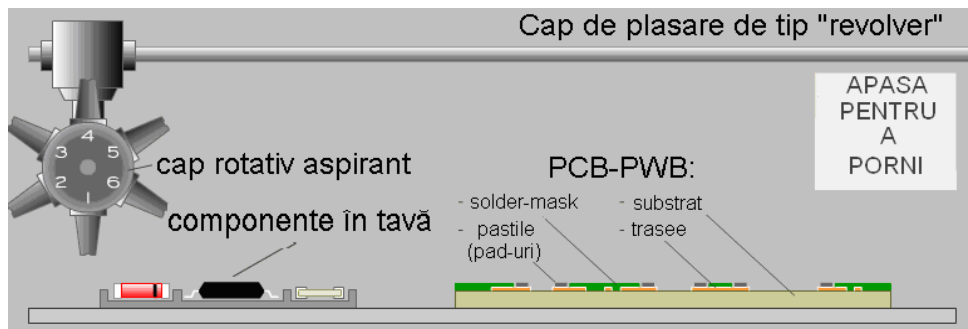 Cap de plasare de tip "revolver"
APASA
PENTRU
A
PORNI
4
3 5
2 6
1
cap rotativ aspirant
componente în tavă
PCB-PWB:
- solder-mask
- pastile
(pad-uri)
- substrat
- trasee